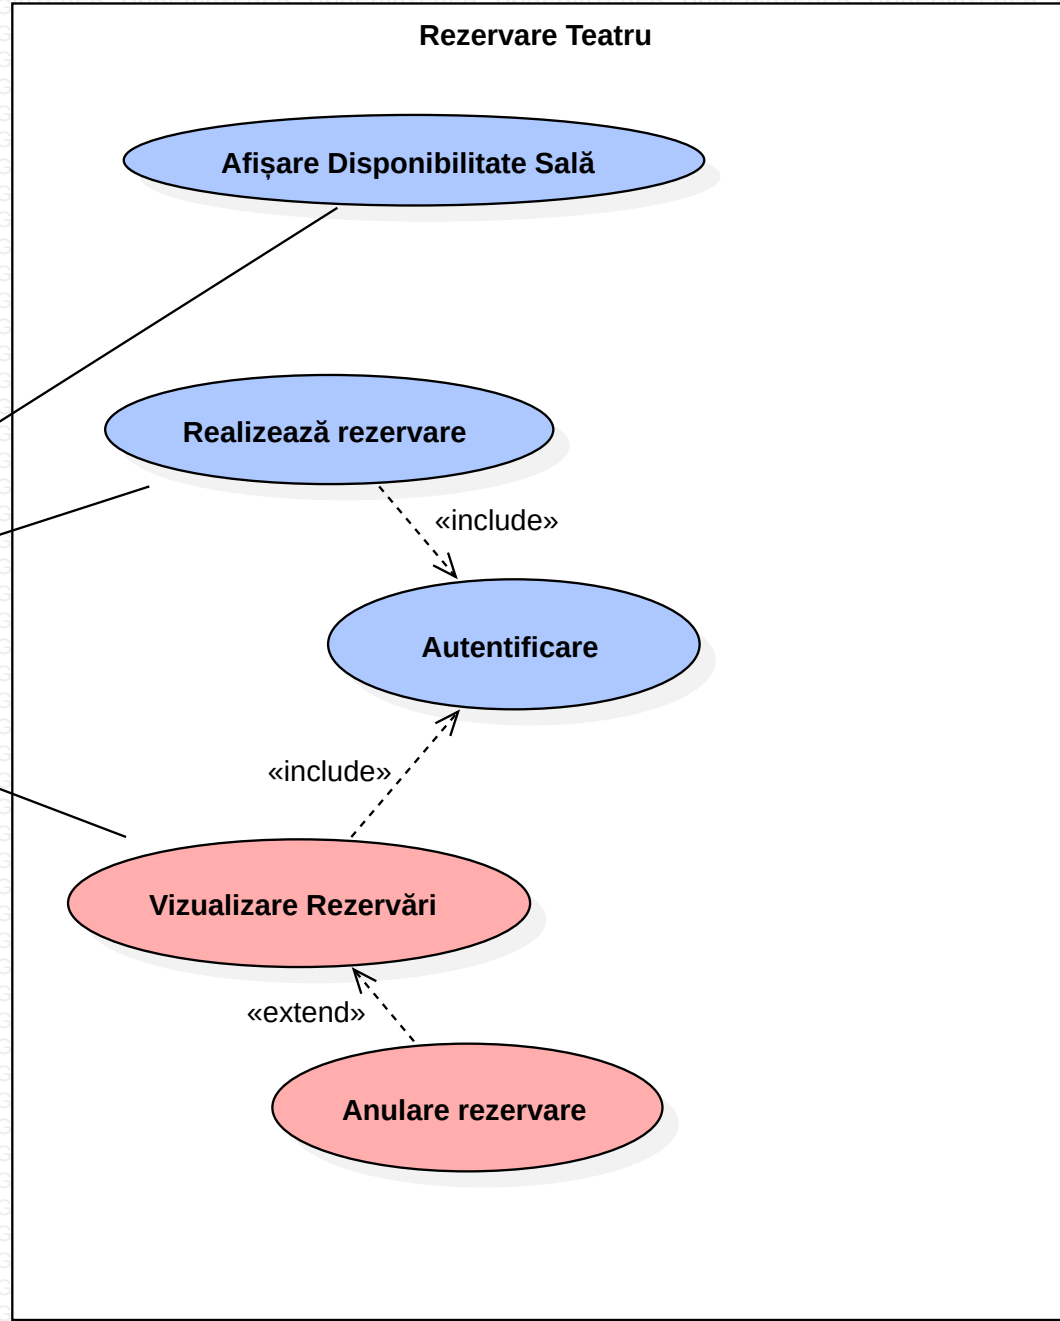 Rezervare Teatru
Afișare Disponibilitate Sală
Realizează rezervare
«include»
Autentificare
«include»
Vizualizare Rezervări
«extend»
Anulare rezervare